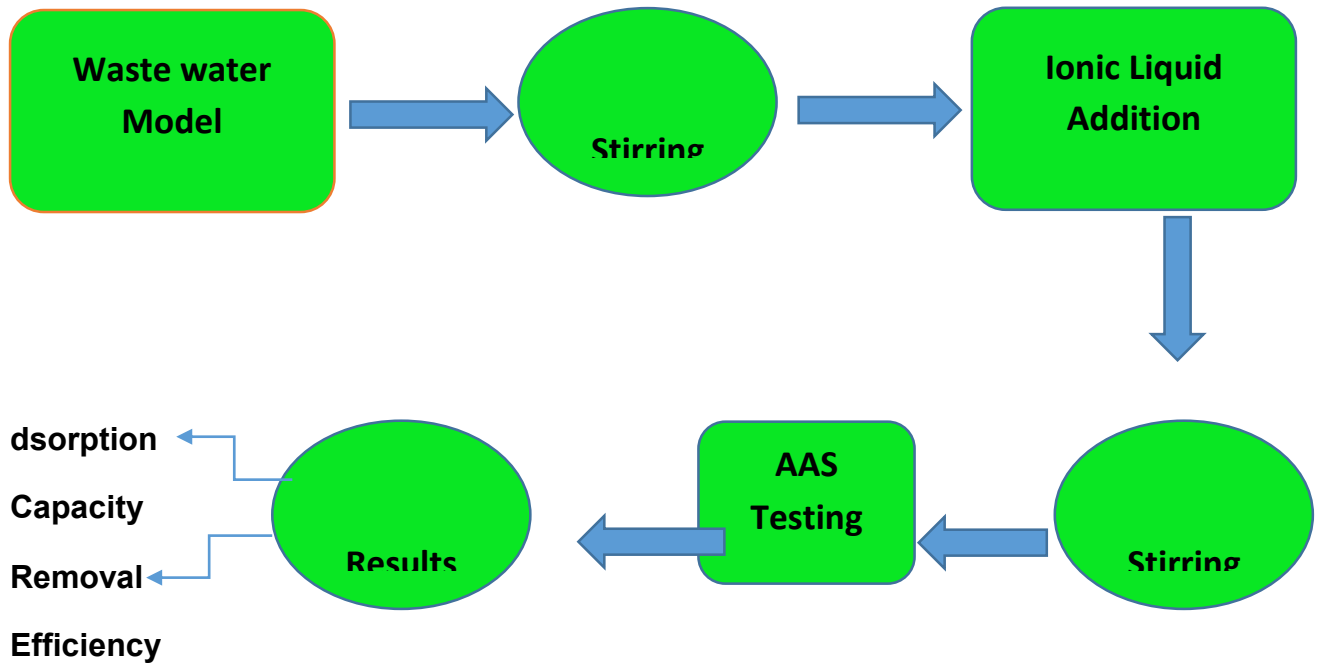 Waste water
Model
Stirring
Ionic Liquid
Addition
dsorption
Capacity
Removal
Efficiency
Results
AAS
Testing
Stirring